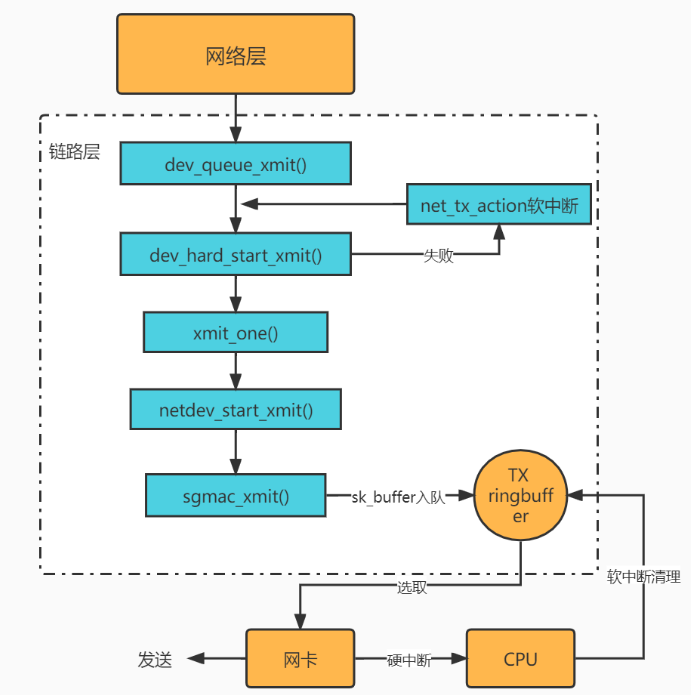 网络层
链路层
dev_queue_xmit()
net_tx_action软中断
dev_hard_start_xmit()
失败
xmit_one()
netdev_start_xmit()
sgmac_xmit()
sk_buffer入队
TX
ringbuff
er
软中断清理
选取
发送
网卡
硬中断
CPU